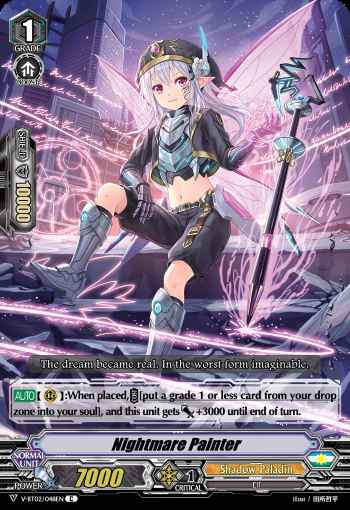 1
GRADE
BOOST
SHIELD
10000
The dream became real. In the worst form imaginable.
AUTO【 】:When placed, [put a grade 1 or less card from your drop
zone into your soul], and this unit gets +3000 until end of turn.
Nightmare Painter
NORMAL
UNIT
POWER
7000
1
CRITICAL
Shadow Paladin
Elf
V-BT02/048EN C